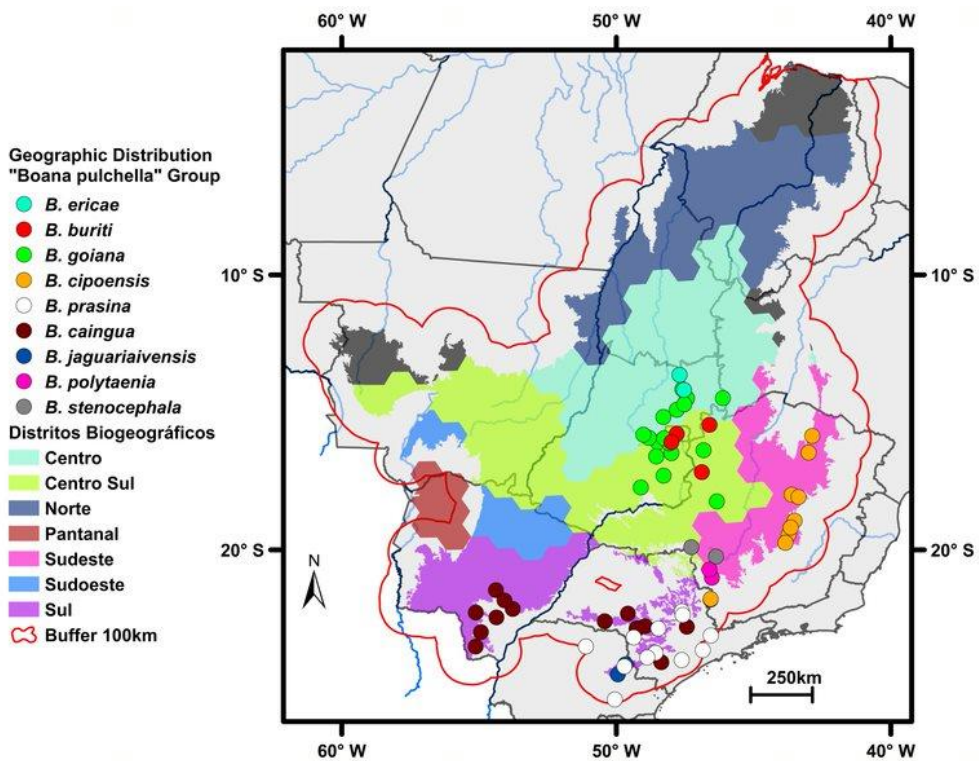 60° W 50° W 40° W
Geographic Distribution
"Boana pulchella" Group
B. ericae
B. buriti
B. goiana
B. cipoensis
B. prasina
B. caingua
B. jaguariaivensis
B. polytaenia
B. stenocephala
Distritos Biogeográficos
Centro
Centro Sul
Norte
Pantanal
Sudeste
Sudoeste
Sul
Buffer 100km
10° S 10° S
20° S 20° S
N
250km
60° W 50° W 40° W